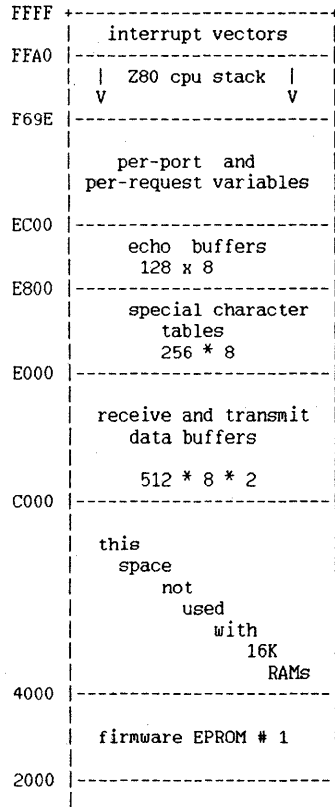 FFFF
interrupt vectors
FFA0
Z80 cpu stack
V V
F69E
per-port and
per-request variables
EC00
echo buffers
128 x 8
E800
special character
tables
256 * 8
E000
receive and transmit
data buffers
512 * 8 * 2
C000
this
space
not
used
with
16K
RAMs
4000
firmware EPROM # 1
2000